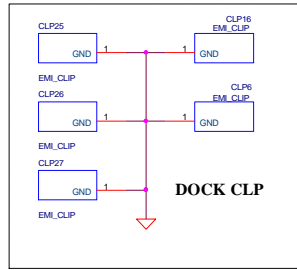 CLP25
GND 1
EMI_CLIP
CLP16
EMI_CLIP
1 GND
CLP26
GND 1
EMI_CLIP
CLP6
EMI_CLIP
1 GND
CLP27
GND 1
EMI_CLIP
DOCK CLP